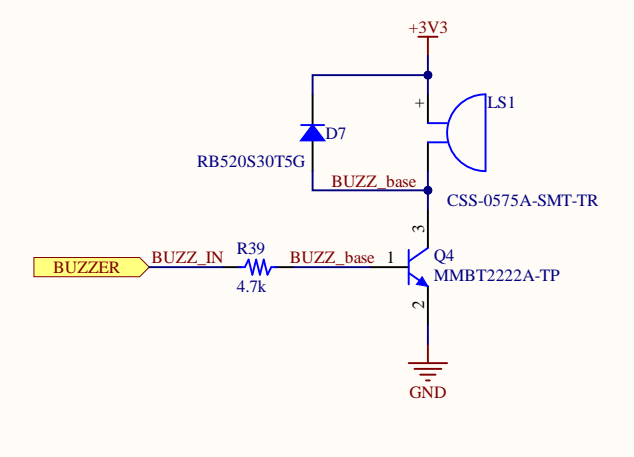 +3V3
+
LS1
D7
RB520S30T5G
BUZZ_base
CSS-0575A-SMT-TR
3
BUZZER
BUZZ_IN
R39
4.7k
BUZZ_base
1
Q4
MMBT2222A-TP
2
GND